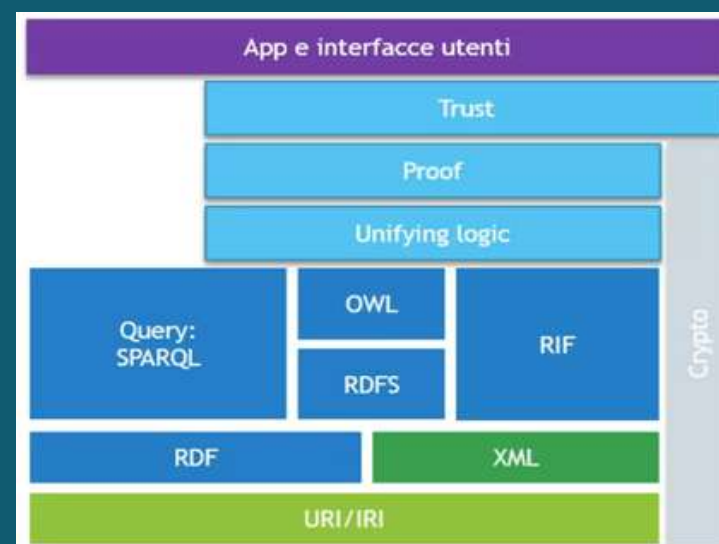 App e interfacce utenti
Trust
Proof
Unifying logic
Query:
SPARQL
OWL
RDFS
RIF
Crypto
RDF
XML
URI/IRI